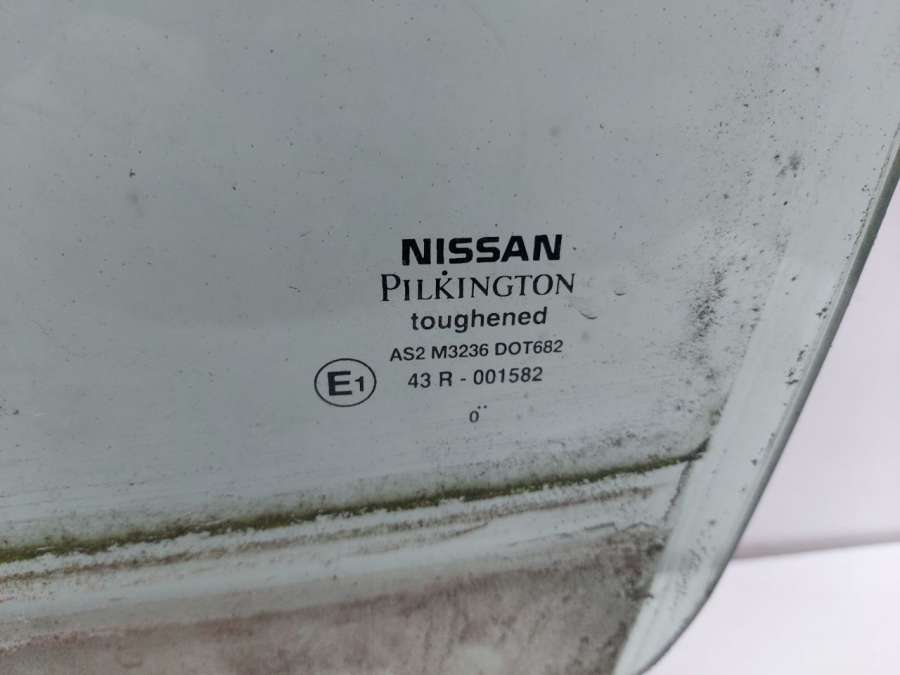 NISSAN
PILKINGTON
toughened
AS2 M3236 DOT682
E1 43 R - 001582
0¨